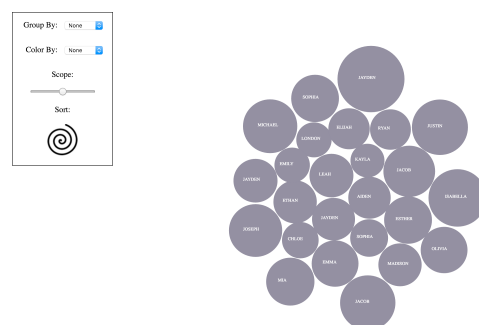 Group By: None
Color By: None
Scope:
Sort:
JAYDEN
SOPHIA
MICHAEL
ELIJAH
RYAN
JUSTIN
LONDON
EMILY
KAYLA
LEAH
JACOB
JAYDEN
ETHAN
AIDEN
ISABELLA
JAYDEN
ESTHER
JOSEPH
CHLOE
SOPHIA
OLIVIA
EMMA
MADISON
MIA
JACOB